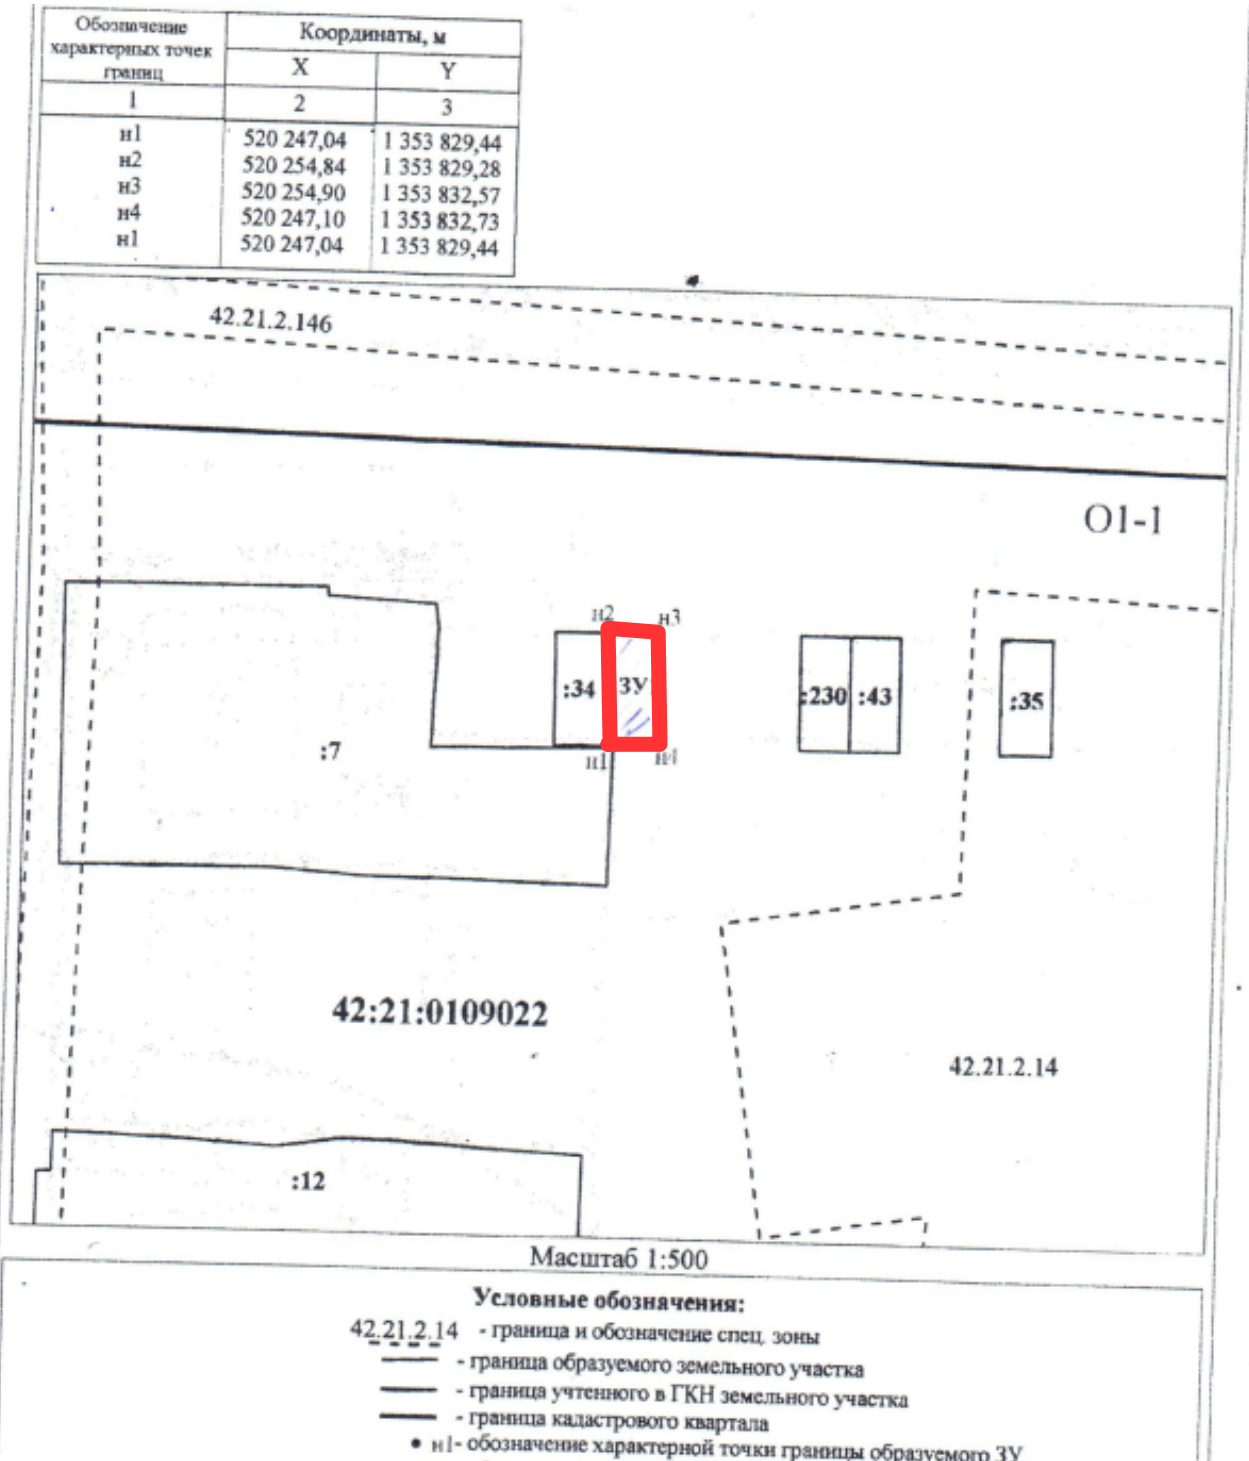 Обозначение
характерных точек
границ
Координаты, м
X
Y
1
2
3
н1 520 247,04 1 353 829,44
н2 520 254,84 1 353 829,28
н3 520 254,90 1 353 832,57
н4 520 247,10 1 353 832,73
н1 520 247,04 1 353 829,44
42.21.2.146
О1-1
н2
н3
:34
ЗУ
:230
:43
:35
:7
н1
н4
42:21:0109022
42.21.2.14
:12
Масштаб 1:500
Условные обозначения:
42.21.2.14 - граница и обозначение спец. зоны
- граница образуемого земельного участка
- граница учтенного в ГКН земельного участка
- граница кадастрового квартала
• н1- обозначение характерной точки границы образуемого ЗУ